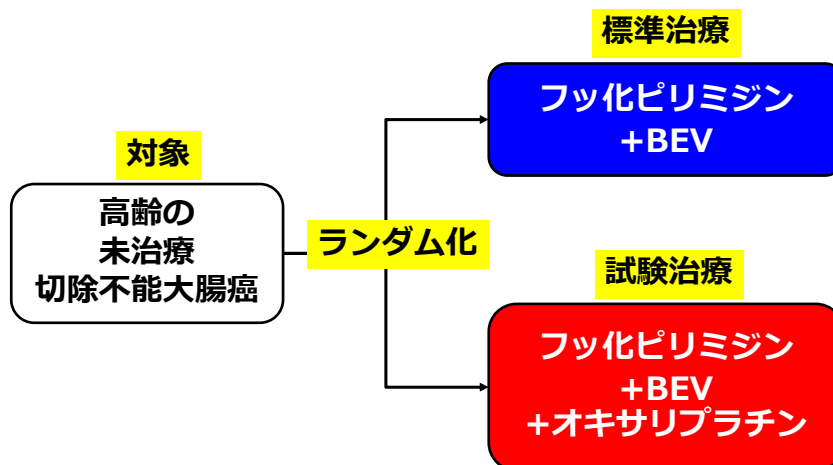 対象
高齢の
未治療
切除不能大腸癌
ランダム化
標準治療
フッ化ピリミジン
+BEV
試験治療
フッ化ピリミジン
+BEV
+オキサリプラチン